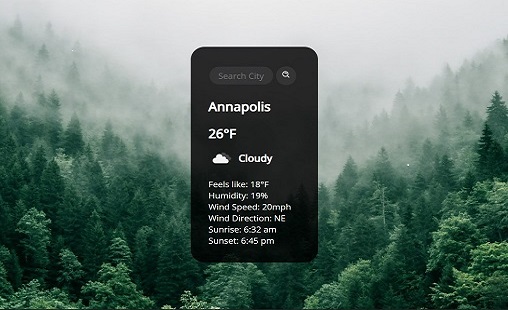 Search City
Annapolis
26°F
Cloudy
Feels like: 18°F
Humidity: 19%
Wind Speed: 20mph
Wind Direction: NE
Sunrise: 6:32 am
Sunset: 6:45 pm